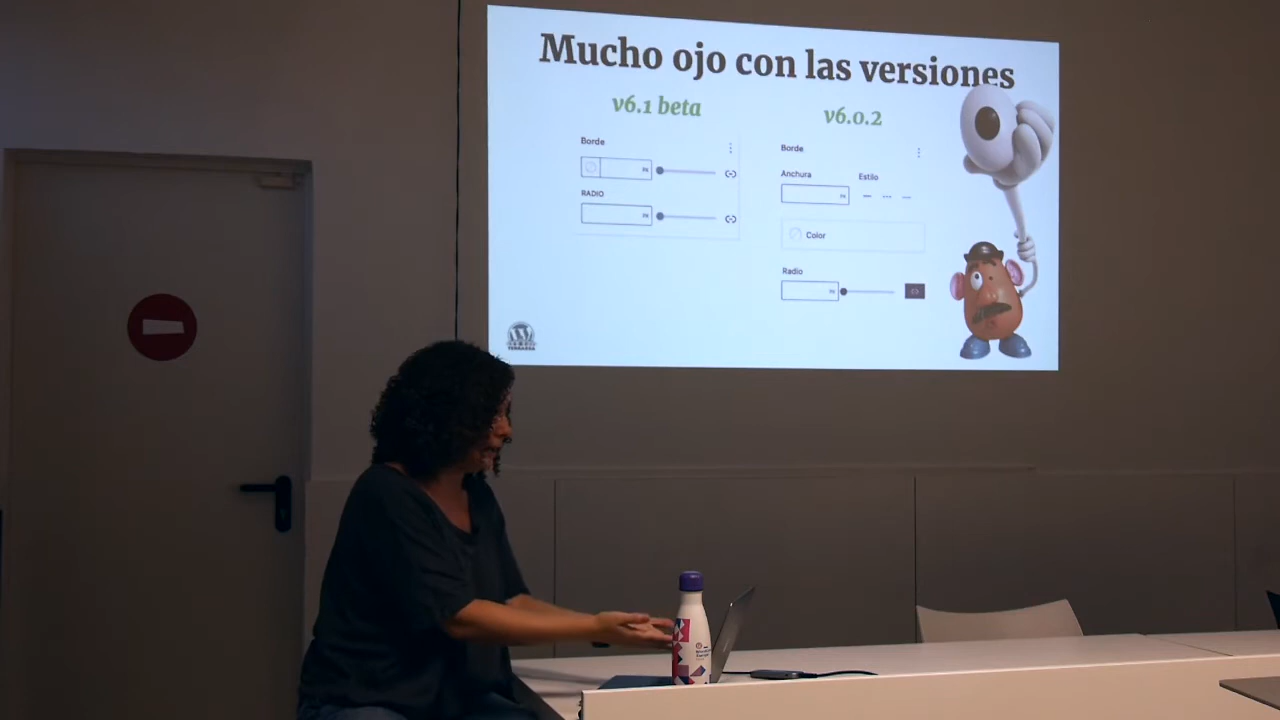 Mucho ojo con las versiones
v6.1 beta
Borde
RADIO
v6.0.2
Borde
Anchura
Estilo
Color
Radio